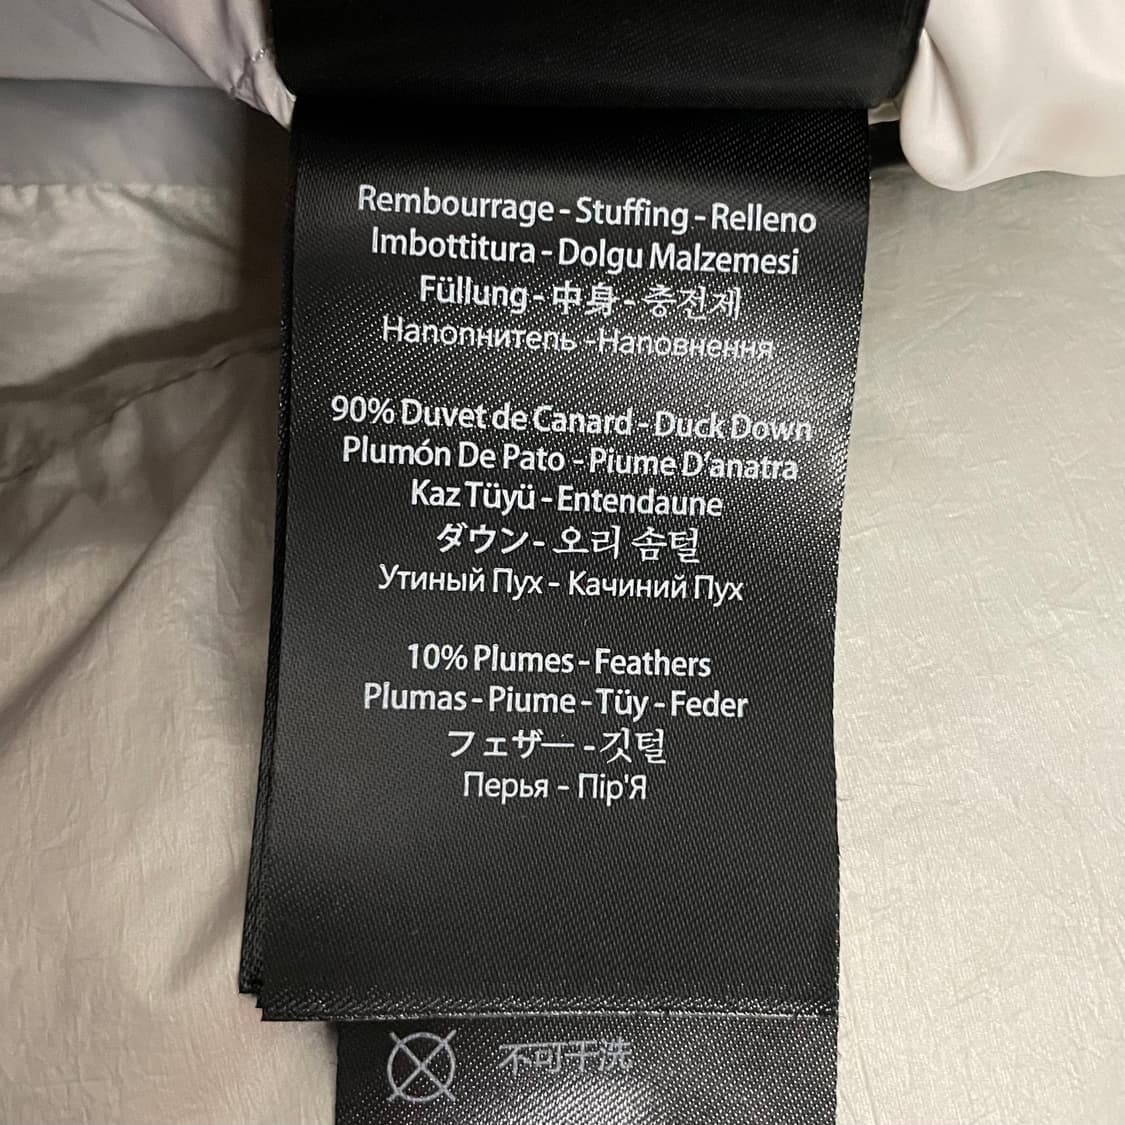 Rembourrage - Stuffing - Relleno
Imbottitura - Dolgu Malzemesi
Füllung - 中身 - 충전제
Наполнитель -Наповнення
90% Duvet de Canard - Duck Down
Plumón De Pato - Piume D'anatra
Kaz Tüyü - Entendaune
ダウン - 오리 솜털
Утиный Пух - Качиний Пух
10% Plumes - Feathers
Plumas - Piume - Tüy - Feder
フェザー - 깃털
Перья - Пір'Я
不可干洗